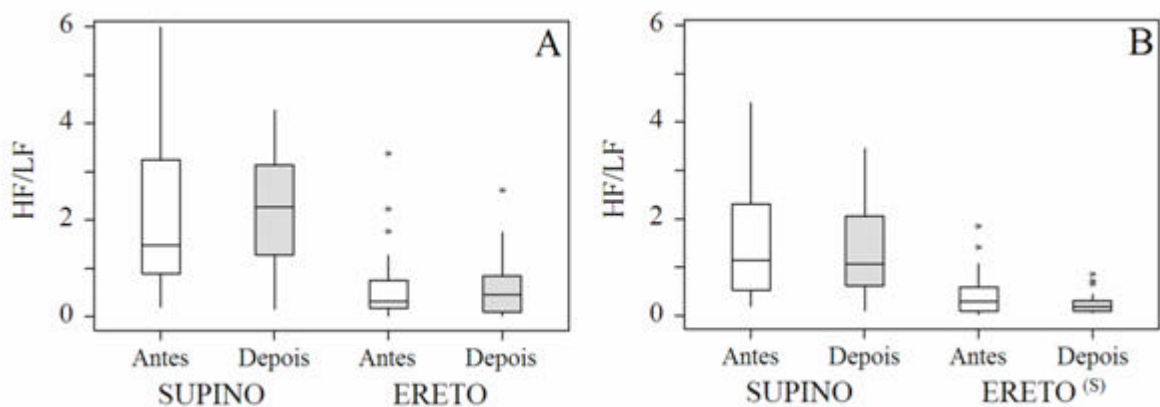 A
HF/LF
6
4
2
0
Antes Depois Antes Depois
SUPINO ERETO
B
HF/LF
6
4
2
0
Antes Depois Antes Depois
SUPINO ERETO (S)